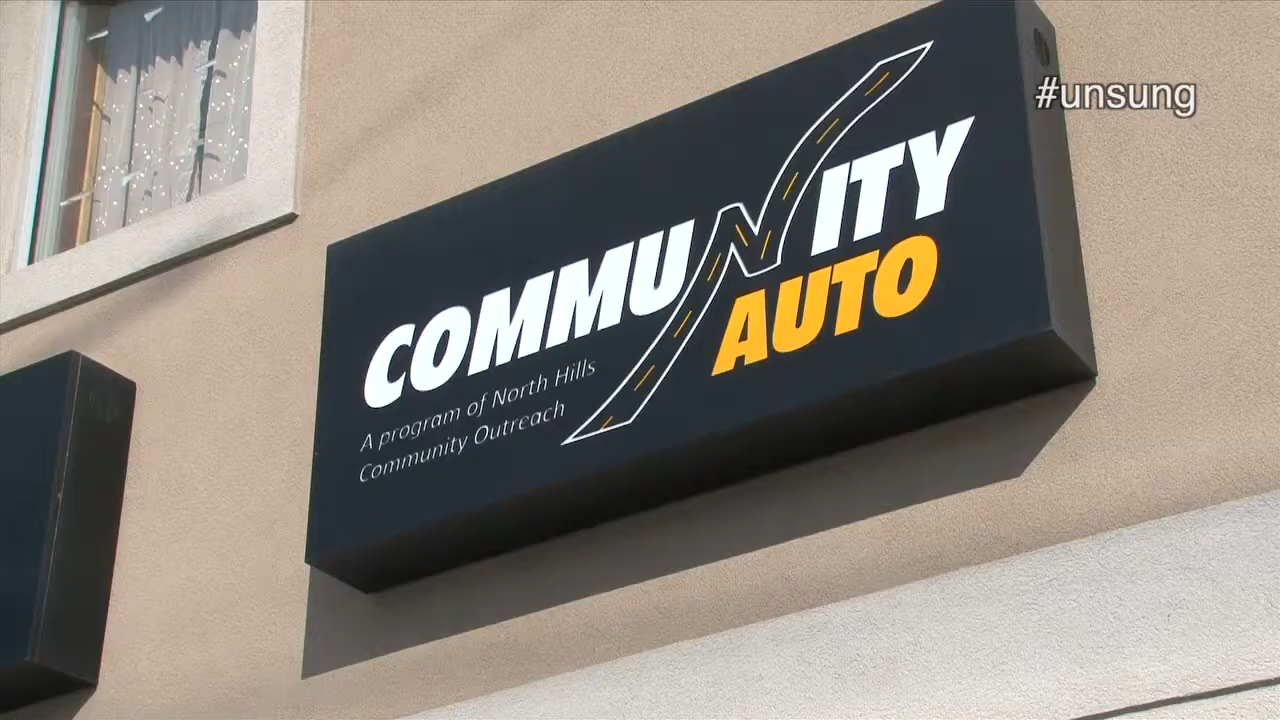 #unsung
COMMUNITY
AUTO
A program of North Hills
Community Outreach